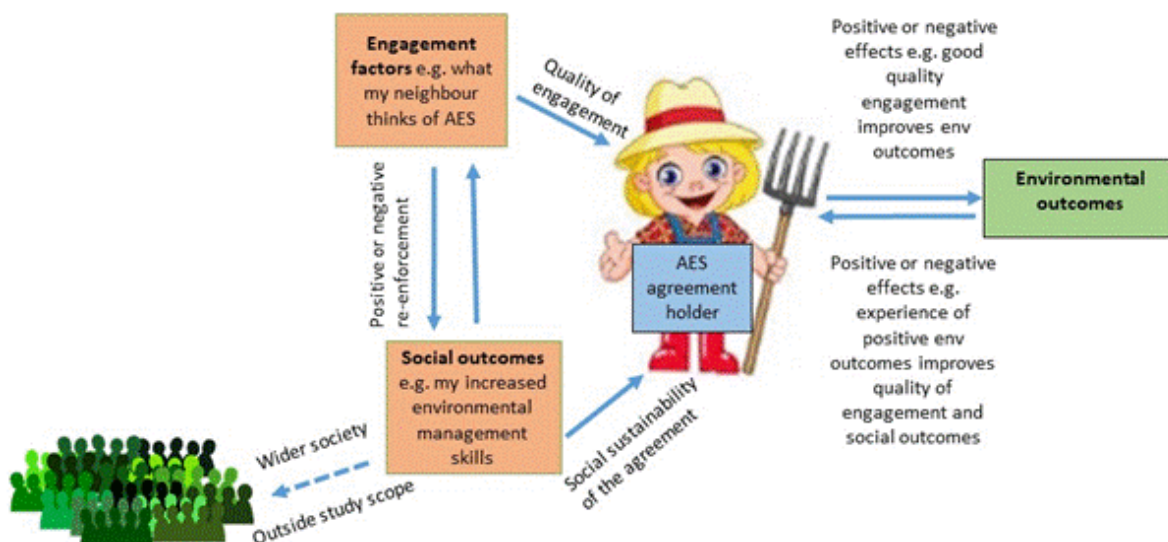 Engagement
factors e.g. what
my neighbour
thinks of AES
Quality of
engagement
Positive or negative
effects e.g. good
quality
engagement
improves env
outcomes
Environmental
outcomes
Positive or negative
re-enforcement
AES
agreement
holder
Positive or negative
effects e.g.
experience of
positive env
outcomes improves
quality of
engagement and
social outcomes
Social outcomes
e.g. my increased
environmental
management
skills
Social sustainability
of the agreement
Wider society
Outside study scope